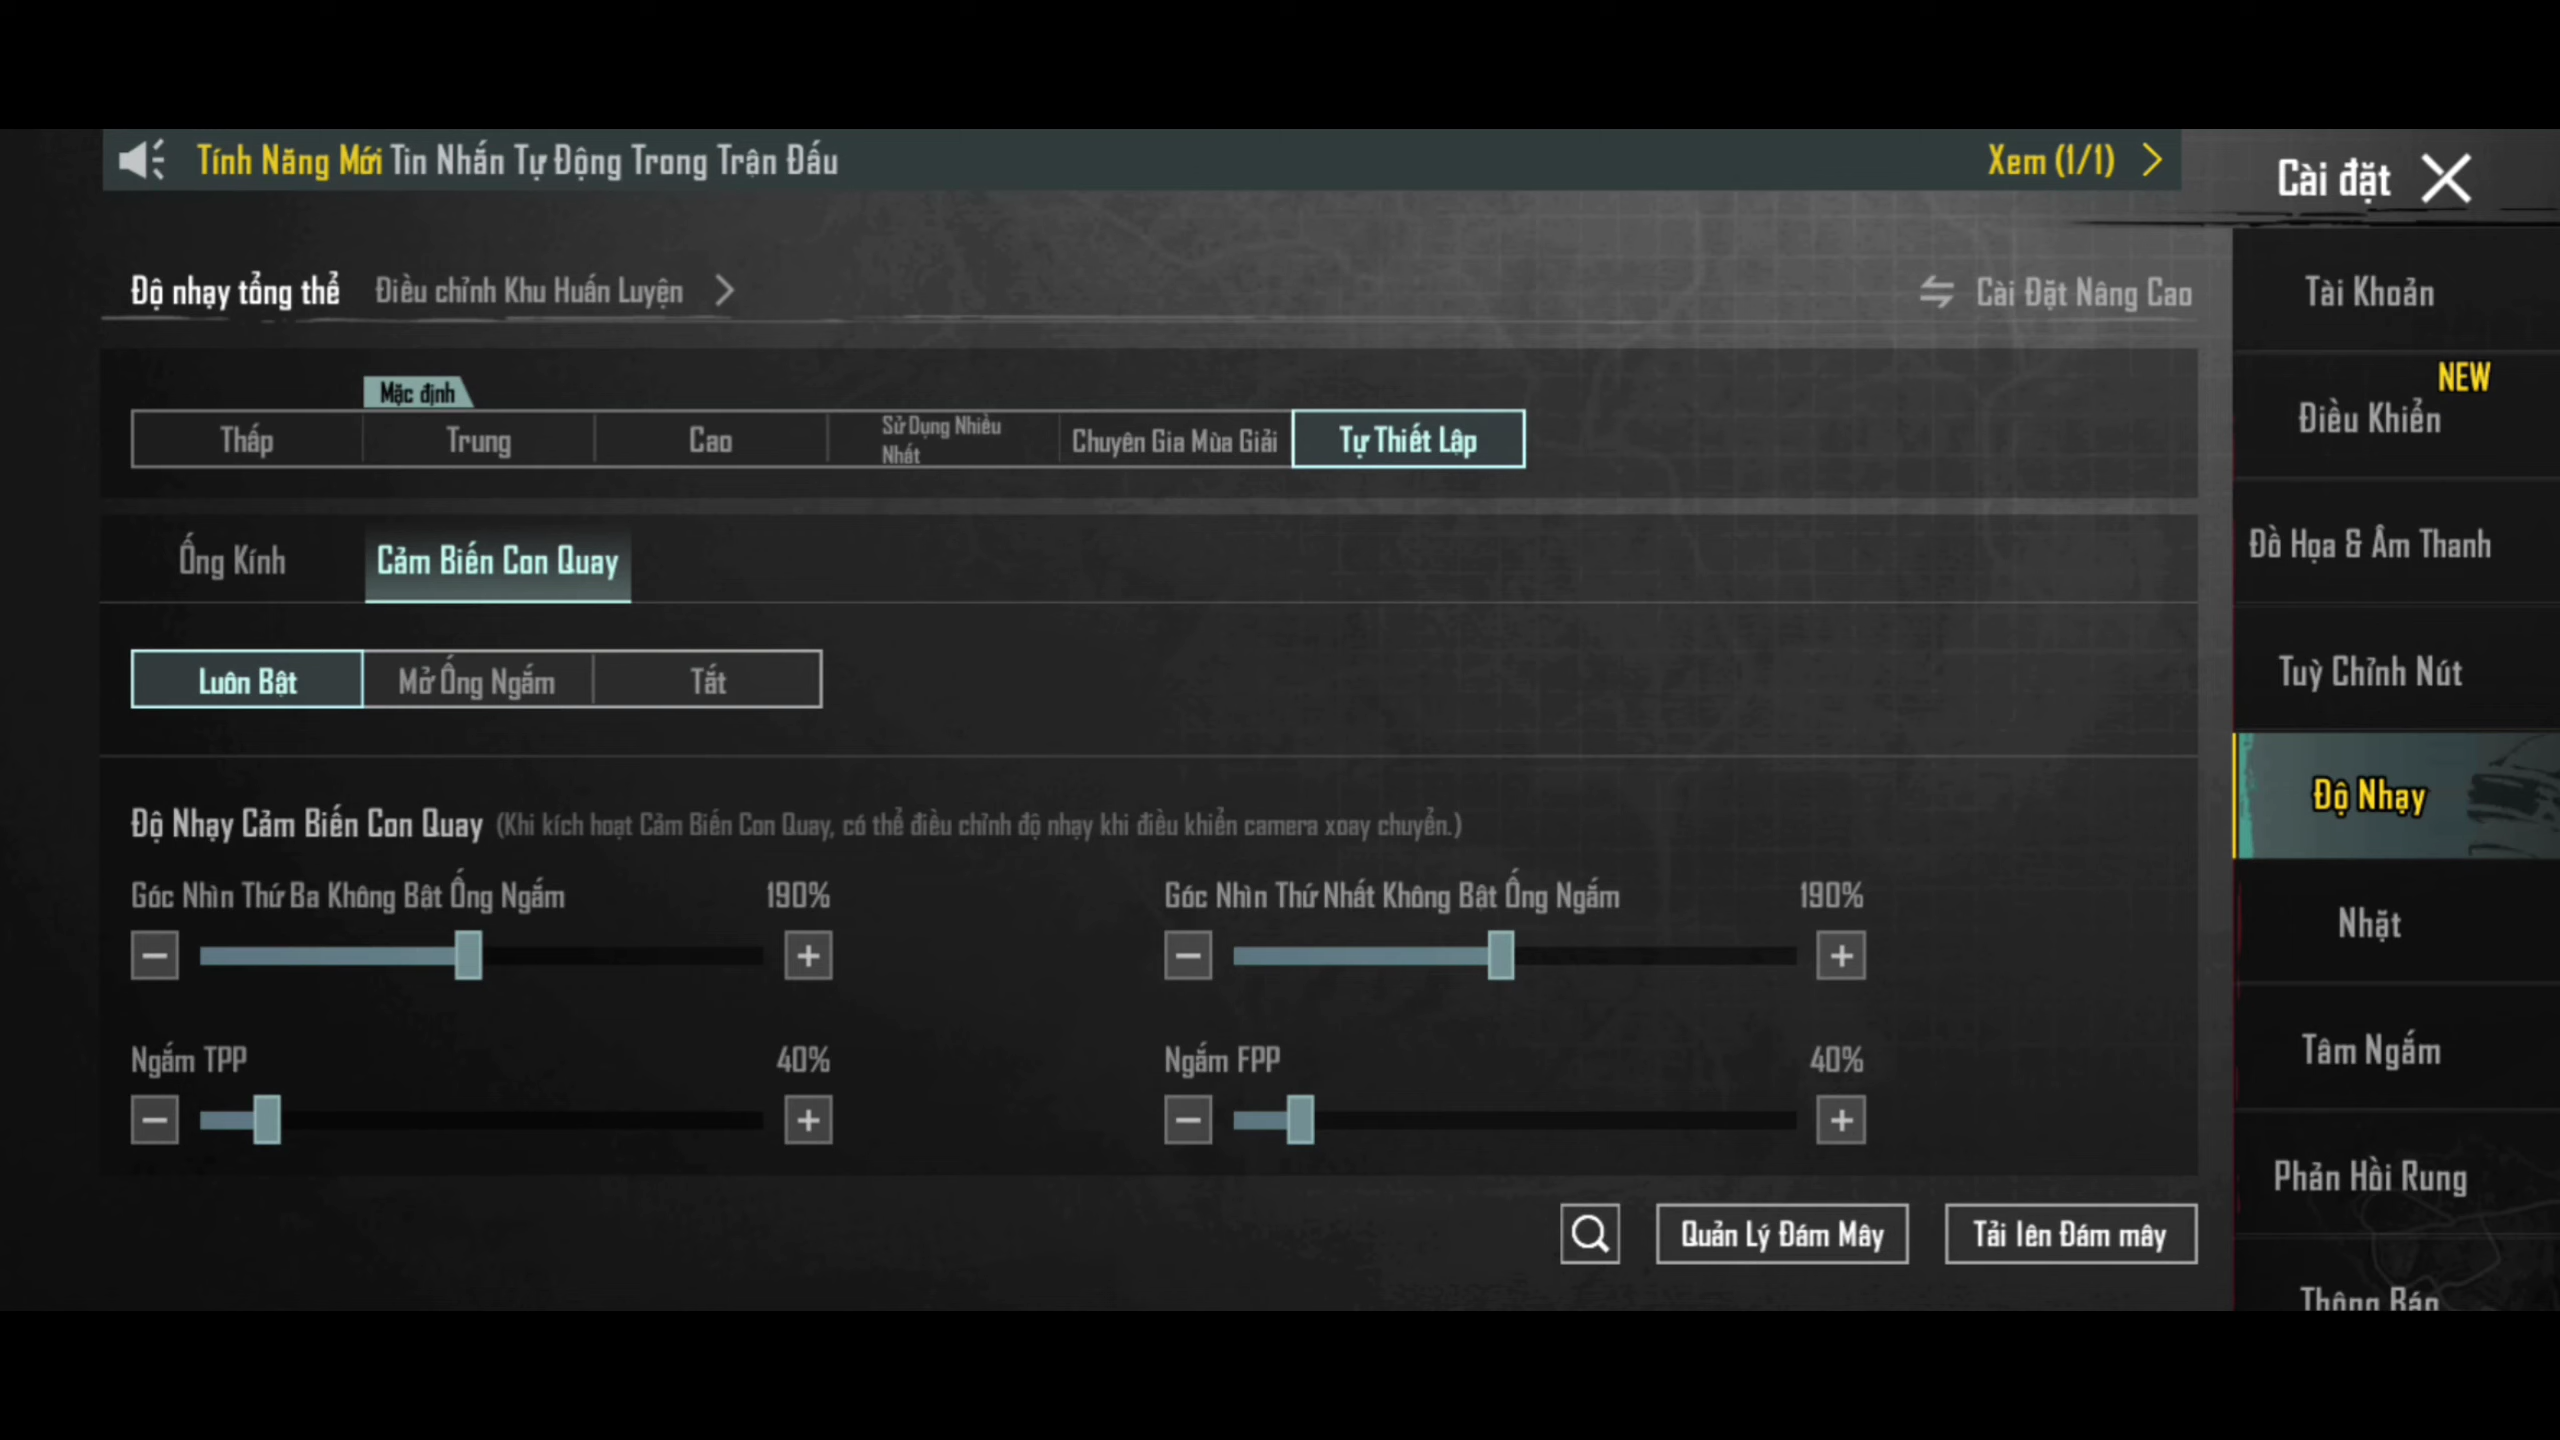 Tính Năng Mới Tin Nhắn Tự Động Trong Trận Đấu
Xem (1/1)
Cài đặt
Độ nhạy tổng thể
Điều chỉnh Khu Huấn Luyện
Cài Đặt Nâng Cao
Mặc định
Thấp
Trung
Cao
Sử Dụng Nhiều
Nhất
Chuyên Gia Mùa Giải
Tự Thiết Lập
Ống Kính
Cảm Biến Con Quay
Luôn Bật
Mở Ống Ngắm
Tắt
Độ Nhạy Cảm Biến Con Quay (Khi kích hoạt Cảm Biến Con Quay, có thể điều chỉnh độ nhạy khi điều khiển camera xoay chuyển.)
Góc Nhìn Thứ Ba Không Bật Ống Ngắm 190%
Góc Nhìn Thứ Nhất Không Bật Ống Ngắm 190%
Ngắm TPP 40%
Ngắm FPP 40%
Quản Lý Đám Mây
Tải lên Đám mây
Tài Khoản
NEW
Điều Khiển
Đồ Họa & Âm Thanh
Tuỳ Chỉnh Nút
Độ Nhạy
Nhặt
Tâm Ngắm
Phản Hồi Rung
Thông Báo